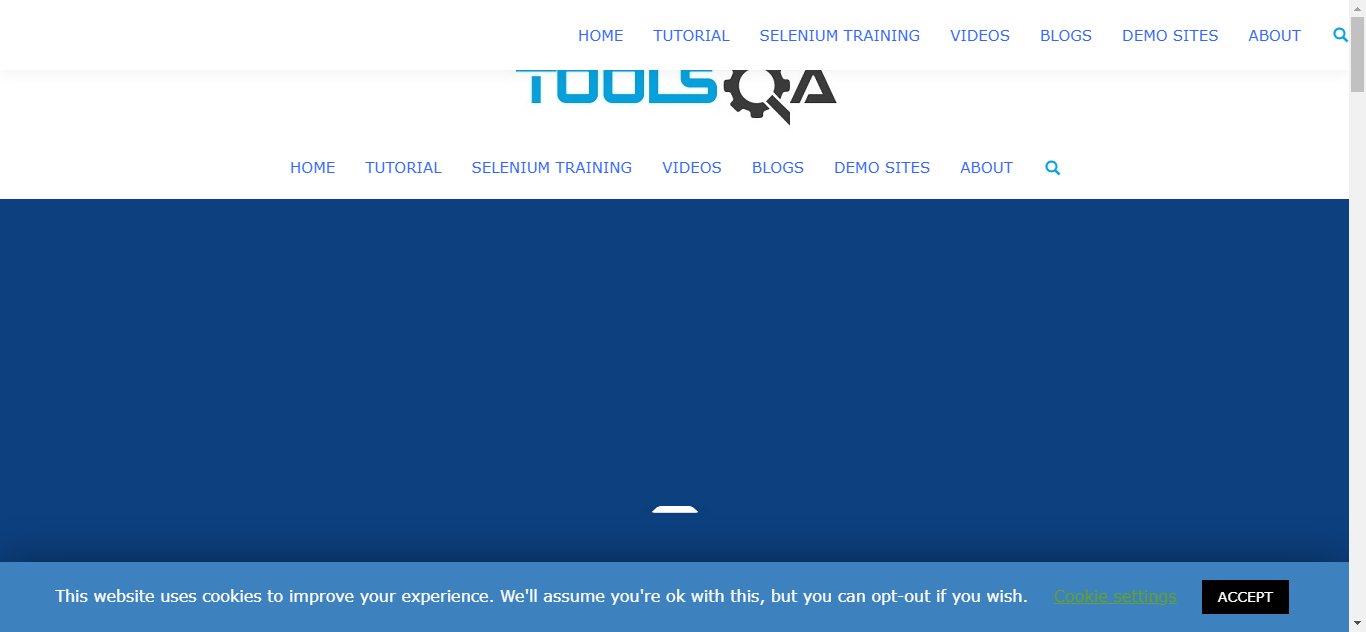 HOME TUTORIAL SELENIUM TRAINING VIDEOS BLOGS DEMO SITES ABOUT
TOOLSQA
HOME TUTORIAL SELENIUM TRAINING VIDEOS BLOGS DEMO SITES ABOUT
This website uses cookies to improve your experience. We'll assume you're ok with this, but you can opt-out if you wish. Cookie settings ACCEPT